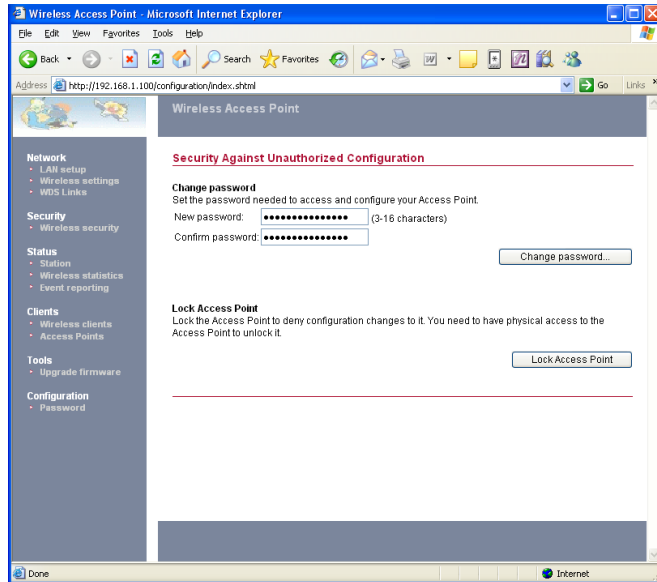 Wireless Access Point - Microsoft Internet Explorer
File Edit View Favorites Tools Help
Back Search Favorites W
Address http://192.168.1.100/configuration/index.shtml Go Links »
Wireless Access Point
Network
LAN setup
Wireless settings
WDS Links
Security
Wireless security
Status
Station
Wireless statistics
Event reporting
Clients
Wireless clients
Access Points
Tools
Upgrade firmware
Configuration
Password
Security Against Unauthorized Configuration
Change password
Set the password needed to access and configure your Access Point.
New password: ●●●●●●●●●●●●●●● (3-16 characters)
Confirm password: ●●●●●●●●●●●●●●●
Change password...
Lock Access Point
Lock the Access Point to deny configuration changes to it. You need to have physical access to the
Access Point to unlock it.
Lock Access Point
Done Internet